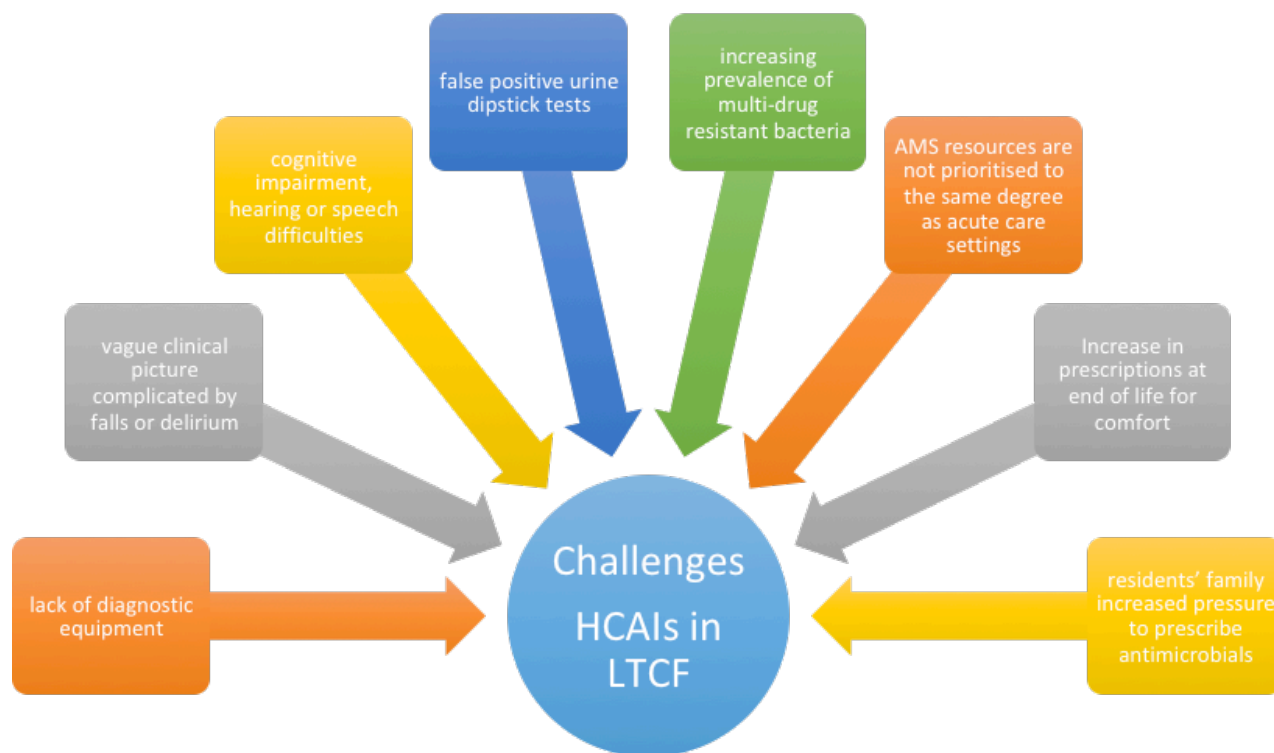 false positive urine
dipstick tests
increasing
prevalence of
multi-drug
resistant bacteria
cognitive
impairment,
hearing or speech
difficulties
AMS resources are
not prioritised to
the same degree
as acute care
settings
vague clinical
picture
complicated by
falls or delirium
Increase in
prescriptions at
end of life for
comfort
lack of diagnostic
equipment
Challenges
HCAIs in
LTCF
residents’ family
increased pressure
to prescribe
antimicrobials